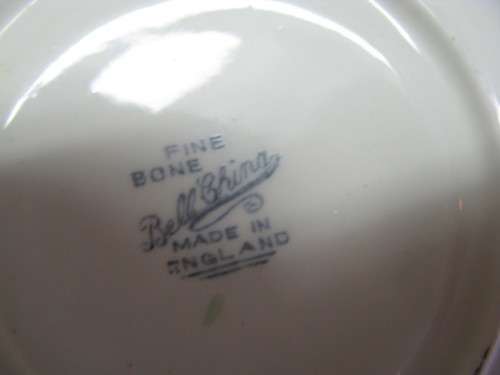 FINE
BONE
Bell China
MADE IN
ENGLAND